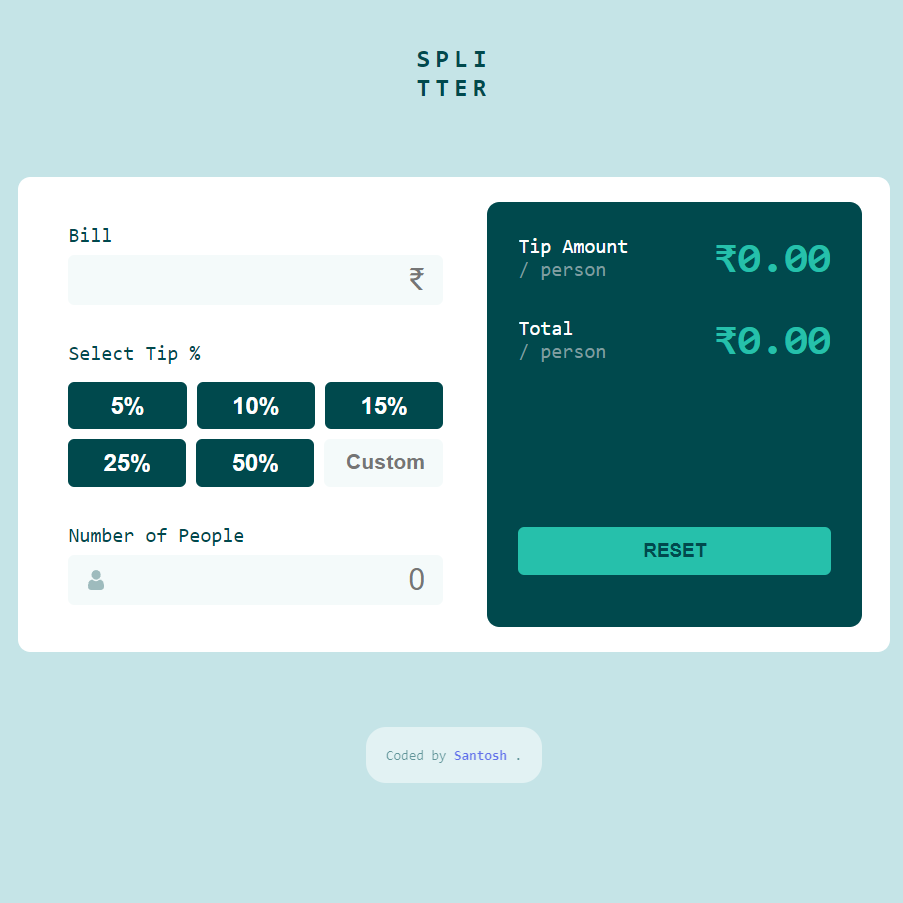 SPLI
TTER
Bill
₹
Select Tip %
5% 10% 15%
25% 50% Custom
Number of People
0
Tip Amount
/ person
₹0.00
Total
/ person
₹0.00
RESET
Coded by Santosh .